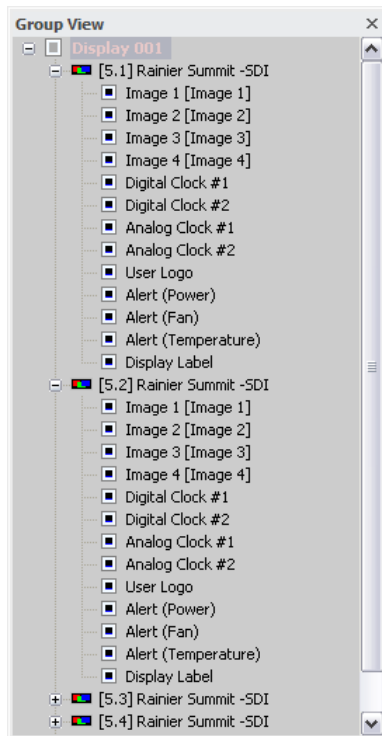 Group View
Display 001
[5.1] Rainier Summit -SDI
Image 1 [Image 1]
Image 2 [Image 2]
Image 3 [Image 3]
Image 4 [Image 4]
Digital Clock #1
Digital Clock #2
Analog Clock #1
Analog Clock #2
User Logo
Alert (Power)
Alert (Fan)
Alert (Temperature)
Display Label
[5.2] Rainier Summit -SDI
Image 1 [Image 1]
Image 2 [Image 2]
Image 3 [Image 3]
Image 4 [Image 4]
Digital Clock #1
Digital Clock #2
Analog Clock #1
Analog Clock #2
User Logo
Alert (Power)
Alert (Fan)
Alert (Temperature)
Display Label
[5.3] Rainier Summit -SDI
[5.4] Rainier Summit -SDI